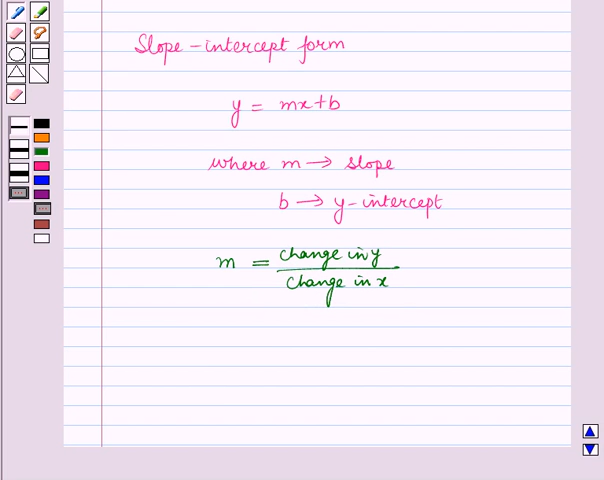 Slope-intercept form
y = mx+b
where m → slope
b → y-intercept
m = change in y / change in x